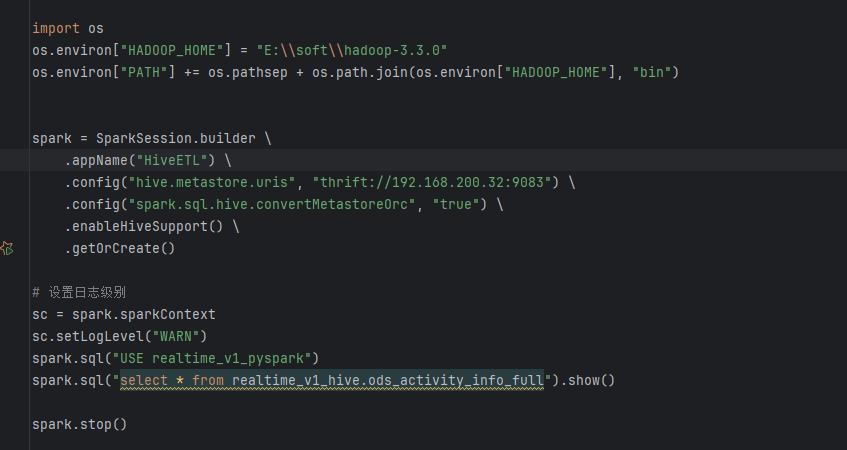 import os
os.environ["HADOOP_HOME"] = "E:\\soft\\hadoop-3.3.0"
os.environ["PATH"] += os.pathsep + os.path.join(os.environ["HADOOP_HOME"], "bin")
spark = SparkSession.builder \
    .appName("HiveETL") \
    .config("hive.metastore.uris", "thrift://192.168.200.32:9083") \
    .config("spark.sql.hive.convertMetastoreOrc", "true") \
    .enableHiveSupport() \
    .getOrCreate()
# 设置日志级别
sc = spark.sparkContext
sc.setLogLevel("WARN")
spark.sql("USE realtime_v1_pyspark")
spark.sql("select * from realtime_v1_hive.ods_activity_info_full").show()
spark.stop()